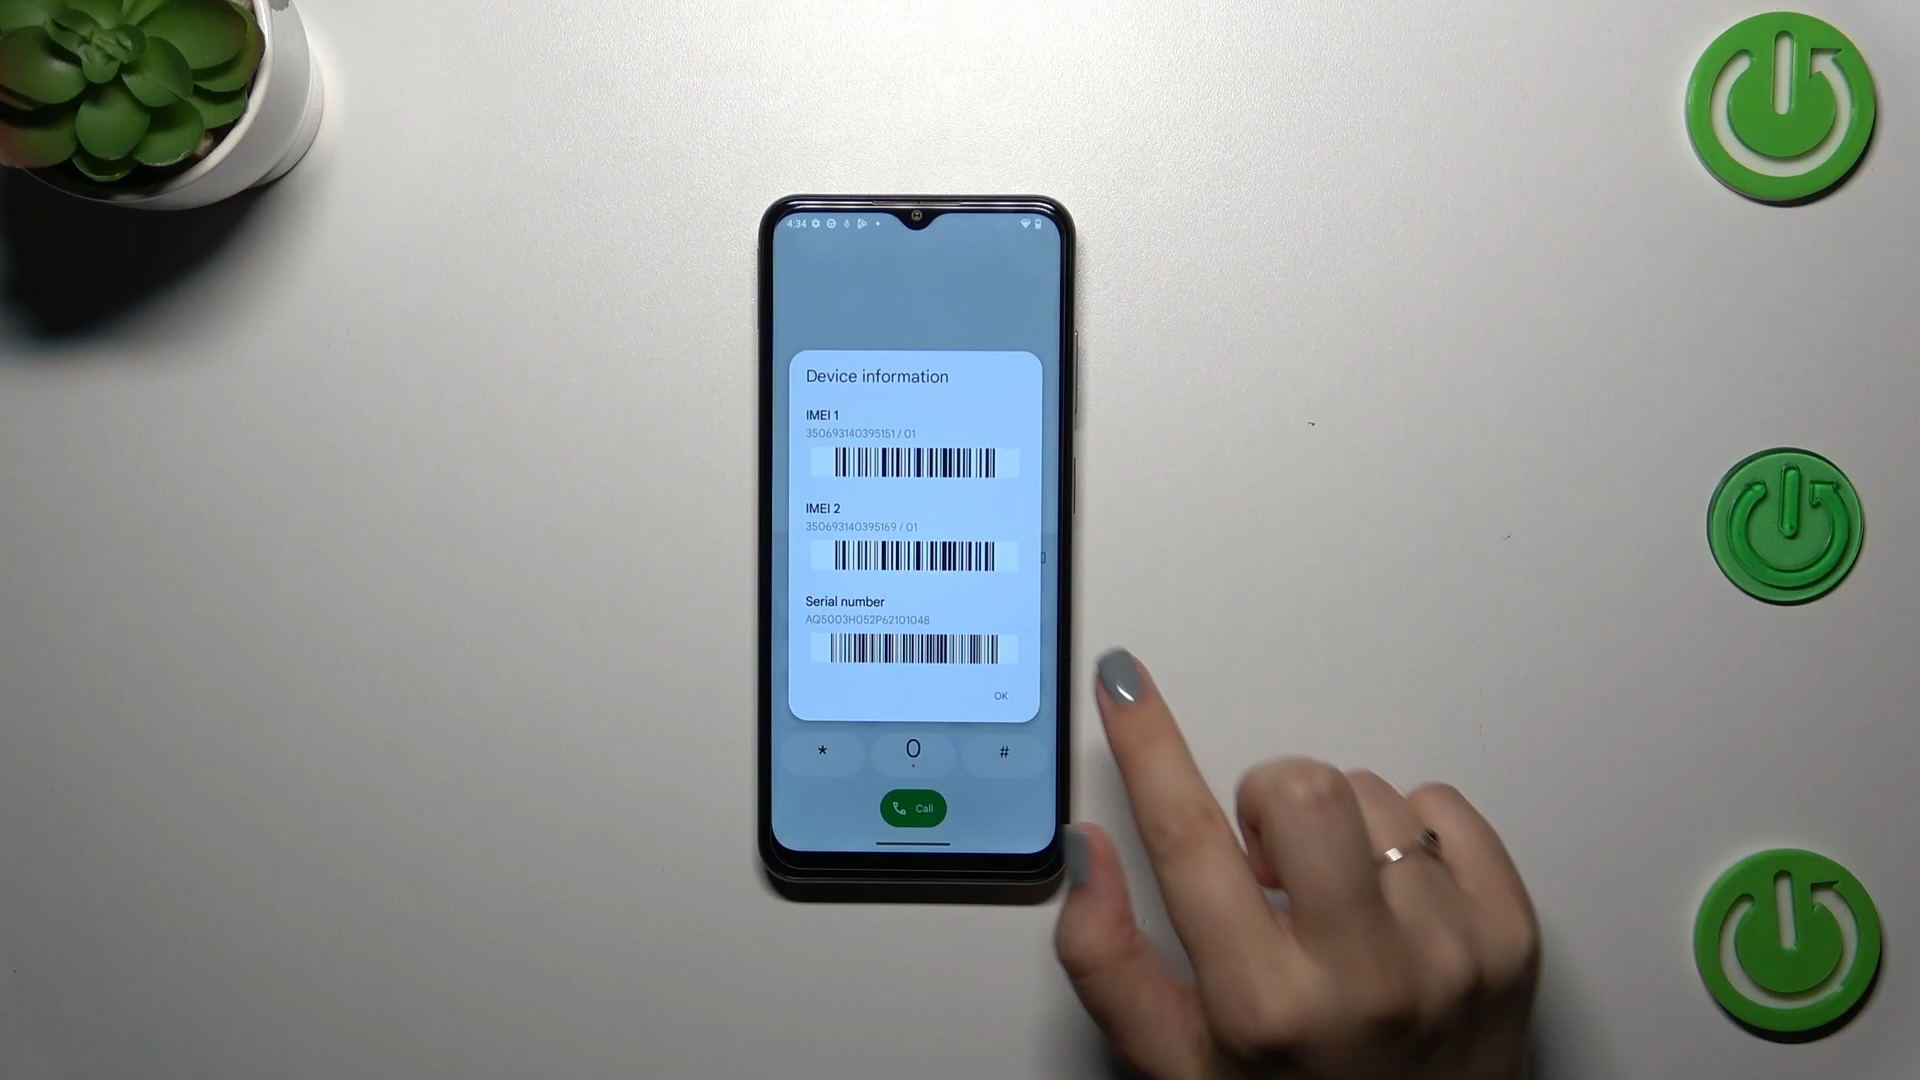 4:34
Device information
IMEI 1
350693140395151 / 01
IMEI 2
350693140395169 / 01
Serial number
AQ5003H052P62101048
OK
* 0 #
Call